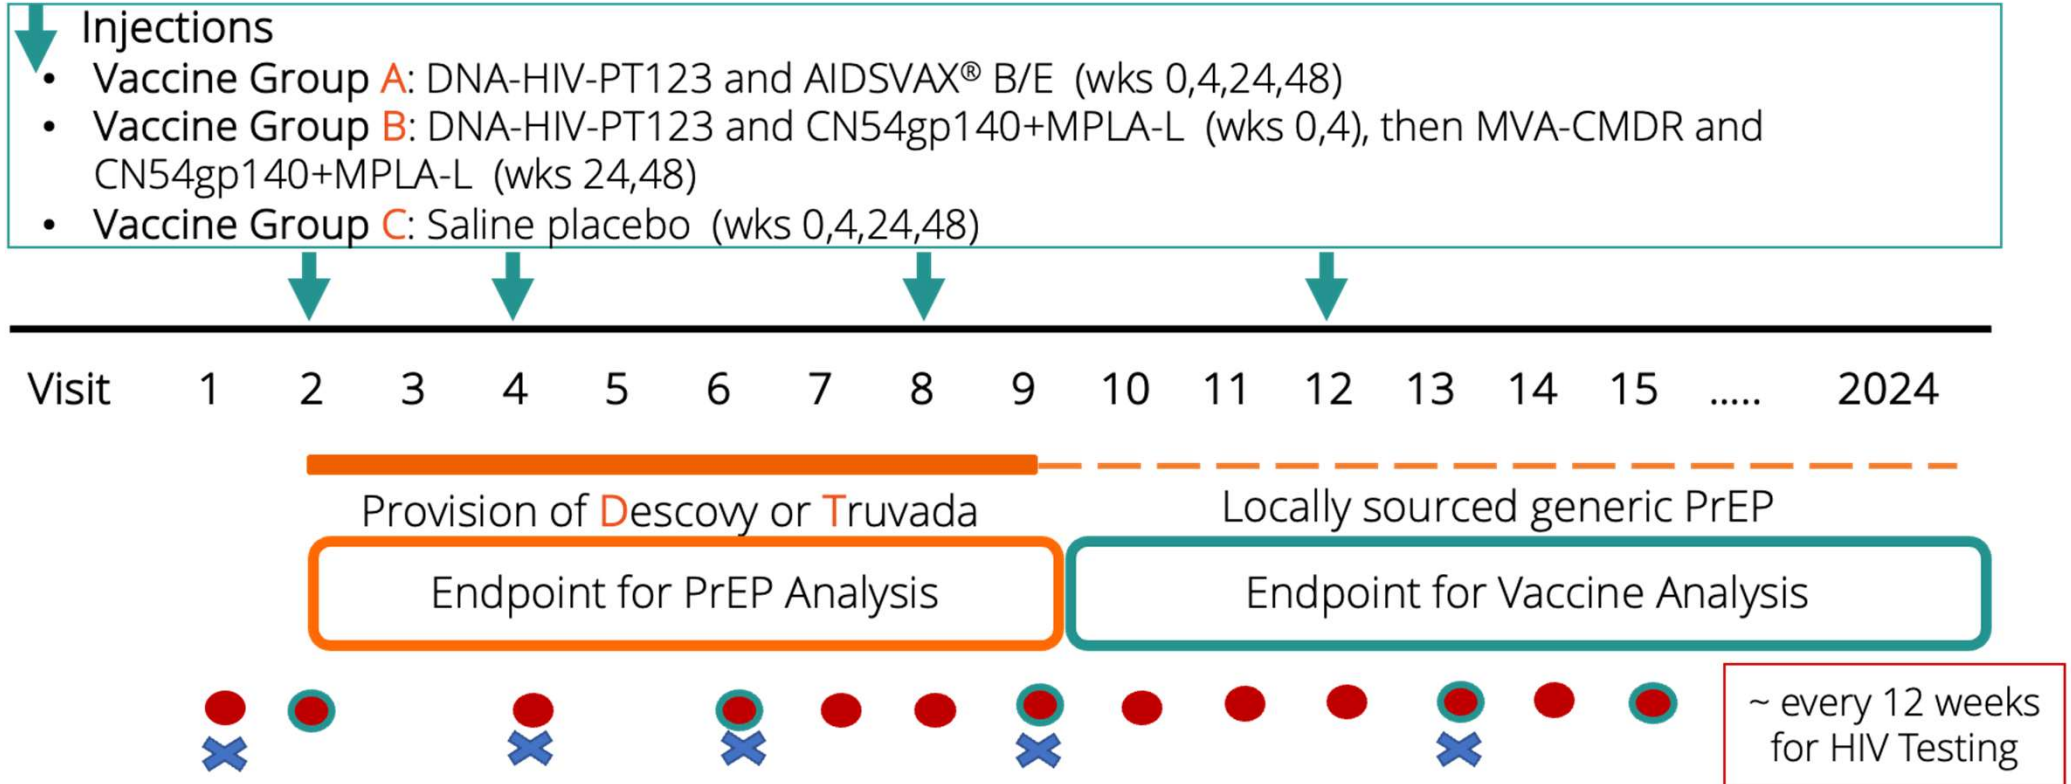 Injections
• Vaccine Group A: DNA-HIV-PT123 and AIDSVAX® B/E (wks 0,4,24,48)
• Vaccine Group B: DNA-HIV-PT123 and CN54gp140+MPLA-L (wks 0,4), then MVA-CMDR and
CN54gp140+MPLA-L (wks 24,48)
• Vaccine Group C: Saline placebo (wks 0,4,24,48)
Visit 1 2 3 4 5 6 7 8 9 10 11 12 13 14 15 ..... 2024
Provision of Descovy or Truvada
Locally sourced generic PrEP
Endpoint for PrEP Analysis
Endpoint for Vaccine Analysis
~ every 12 weeks
for HIV Testing